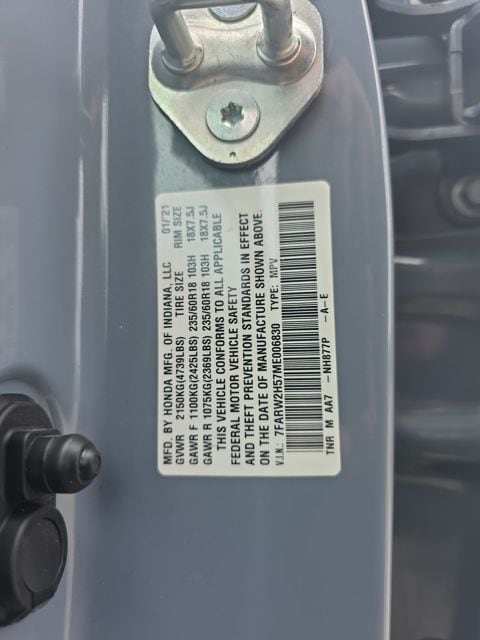 MFD. BY HONDA MFG. OF INDIANA, LLC 01/21
GVWR 2150KG(4739LBS) TIRE SIZE RIM SIZE
GAWR F 1100KG(2425LBS) 235/60R18 103H 18X7.5J
GAWR R 1075KG(2369LBS) 235/60R18 103H 18X7.5J
THIS VEHICLE CONFORMS TO ALL APPLICABLE
FEDERAL MOTOR VEHICLE SAFETY
AND THEFT PREVENTION STANDARDS IN EFFECT
ON THE DATE OF MANUFACTURE SHOWN ABOVE.
V.I.N.: 7FARW2H57ME006830 TYPE: MPV
TNR M AA7 -NH877P -A-E